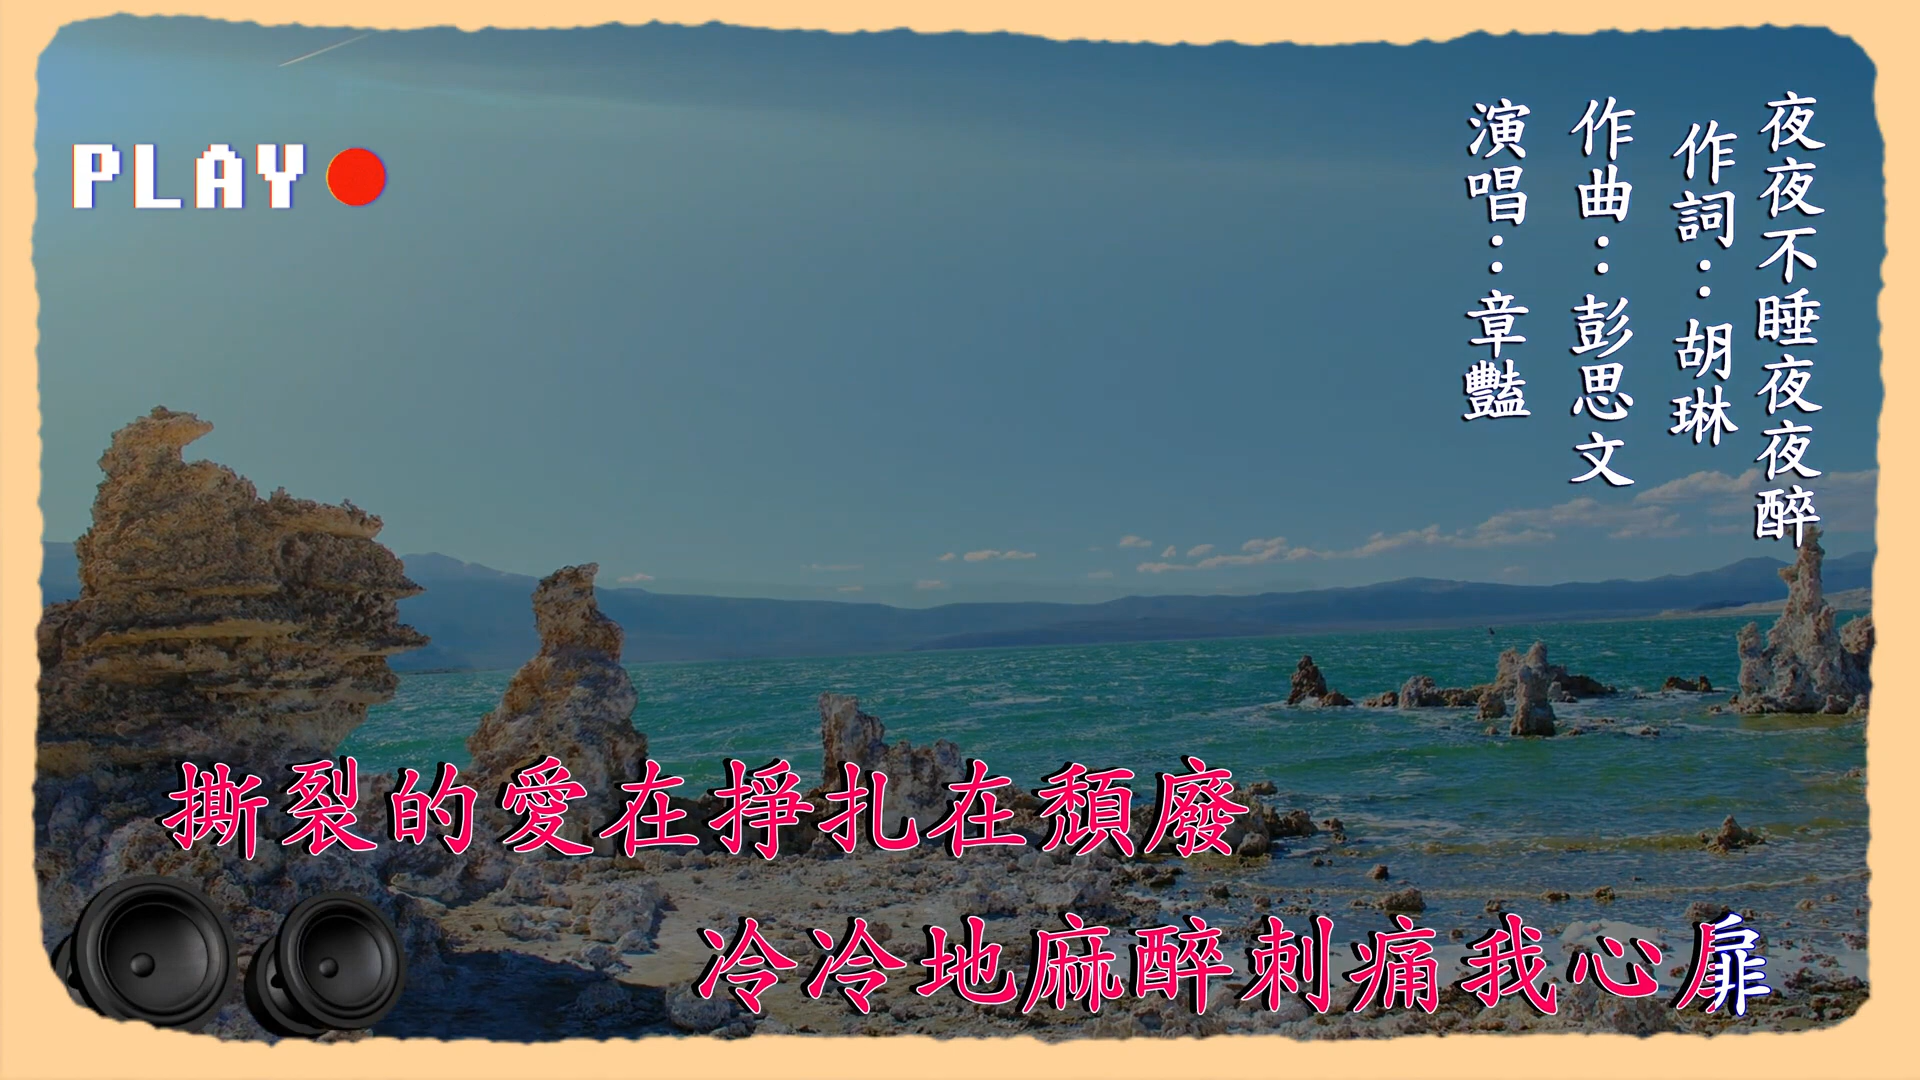 PLAY
夜夜不睡夜夜夜醉
作詞：胡琳
作曲：彭思文
演唱：章豔
撕裂的愛在掙扎在頹廢
冷冷地麻醉刺痛我心扉